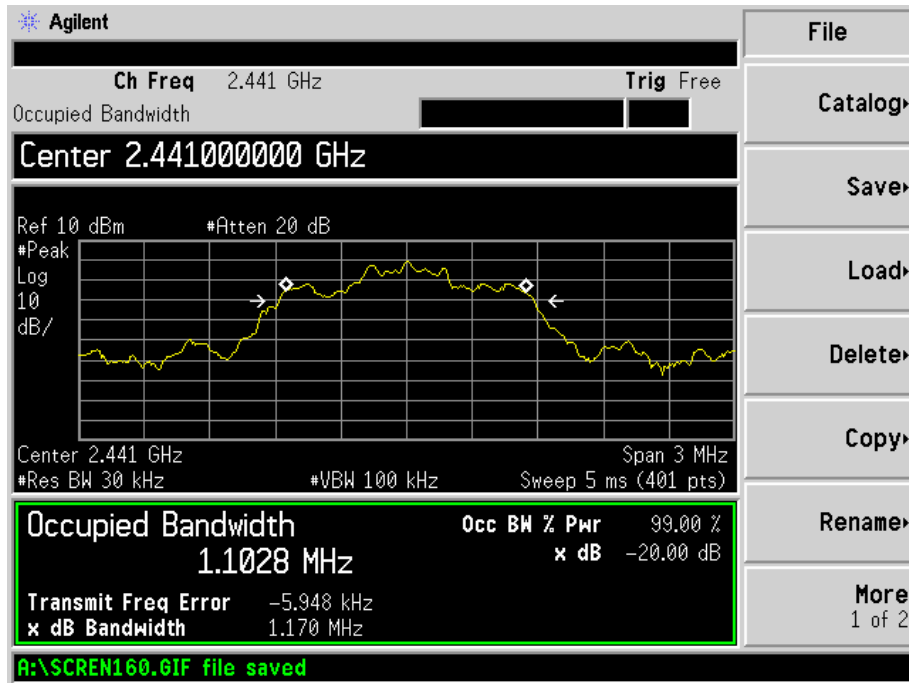 Agilent
Ch Freq 2.441 GHz Trig Free
Occupied Bandwidth
Center 2.441000000 GHz
Ref 10 dBm #Atten 20 dB
#Peak
Log
10
dB/
Center 2.441 GHz Span 3 MHz
#Res BW 30 kHz #VBW 100 kHz Sweep 5 ms (401 pts)
Occupied Bandwidth Occ BW % Pwr 99.00 %
1.1028 MHz x dB -20.00 dB
Transmit Freq Error -5.948 kHz
x dB Bandwidth 1.170 MHz
A:\SCREN160.GIF file saved
File
Catalog
Save
Load
Delete
Copy
Rename
More
1 of 2